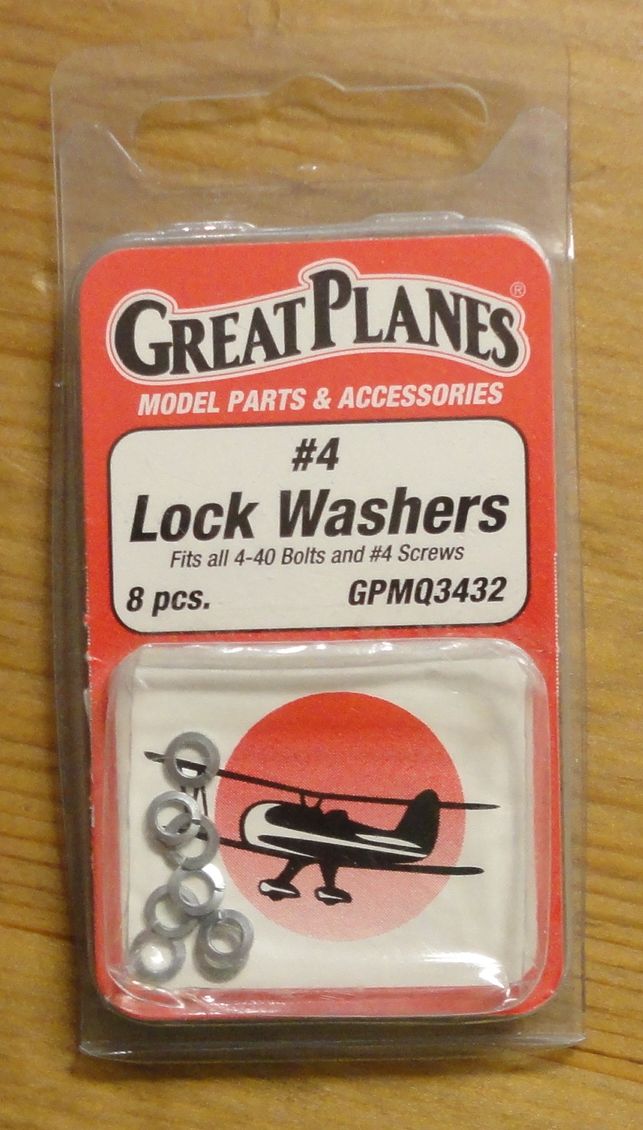 GREAT PLANES®
MODEL PARTS & ACCESSORIES
#4
Lock Washers
Fits all 4-40 Bolts and #4 Screws
8 pcs. GPMQ3432